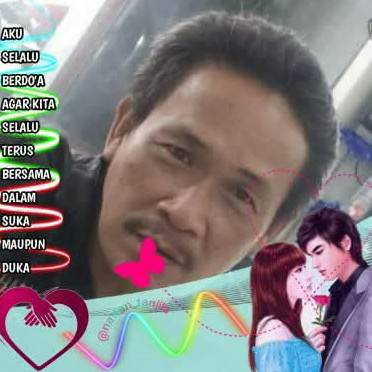 AKU
SELALU
BERDO'A
AGAR KITA
SELALU
TERUS
BERSAMA
DALAM
SUKA
MAUPUN
DUKA